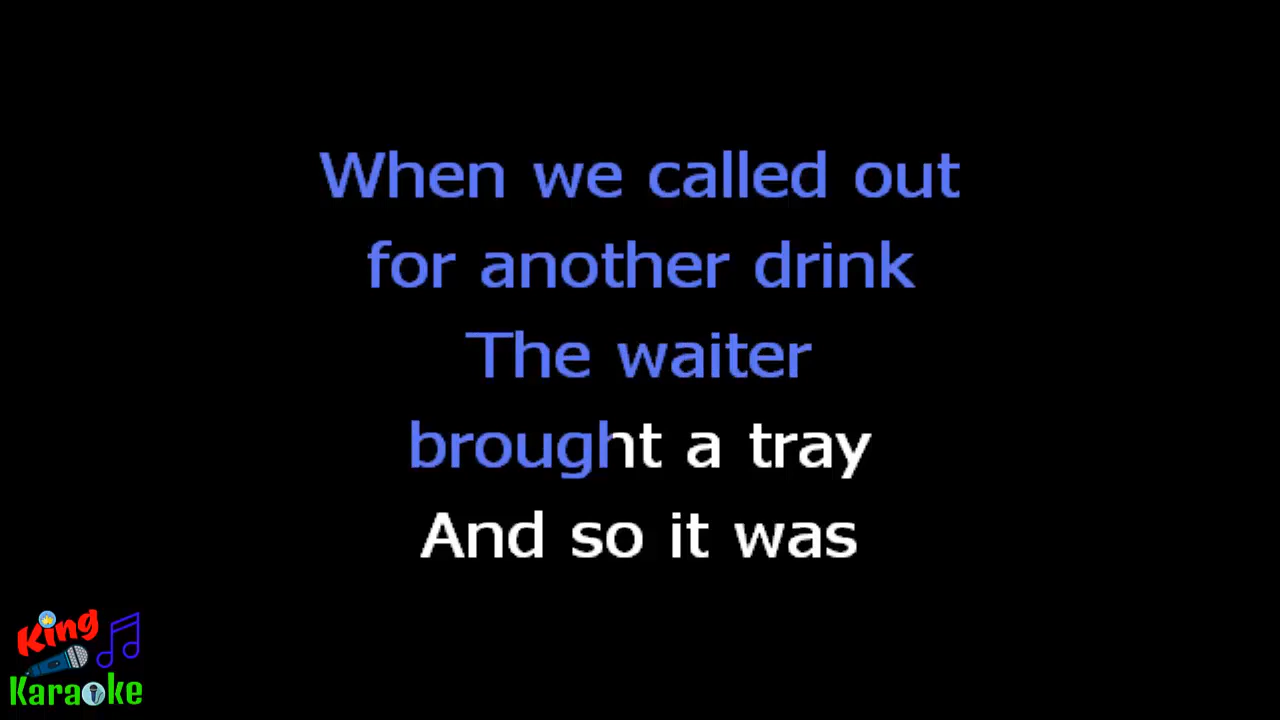 When we called out
for another drink
The waiter
brought a tray
And so it was
King
Karaoke